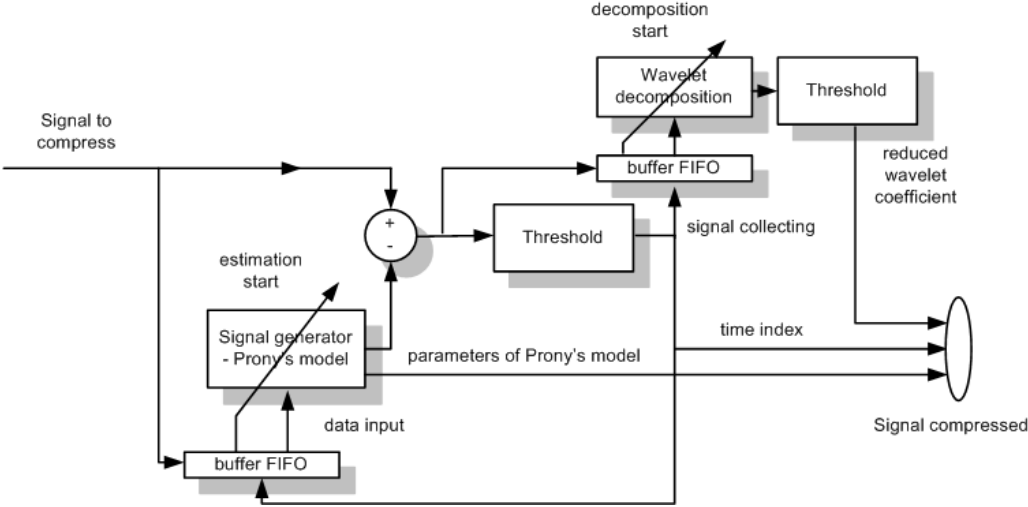 decomposition
start
Wavelet
decomposition
Threshold
Signal to
compress
buffer FIFO
reduced
wavelet
coefficient
+
-
Threshold
signal collecting
estimation
start
Signal generator
- Prony's model
time index
parameters of Prony's model
data input
Signal compressed
buffer FIFO